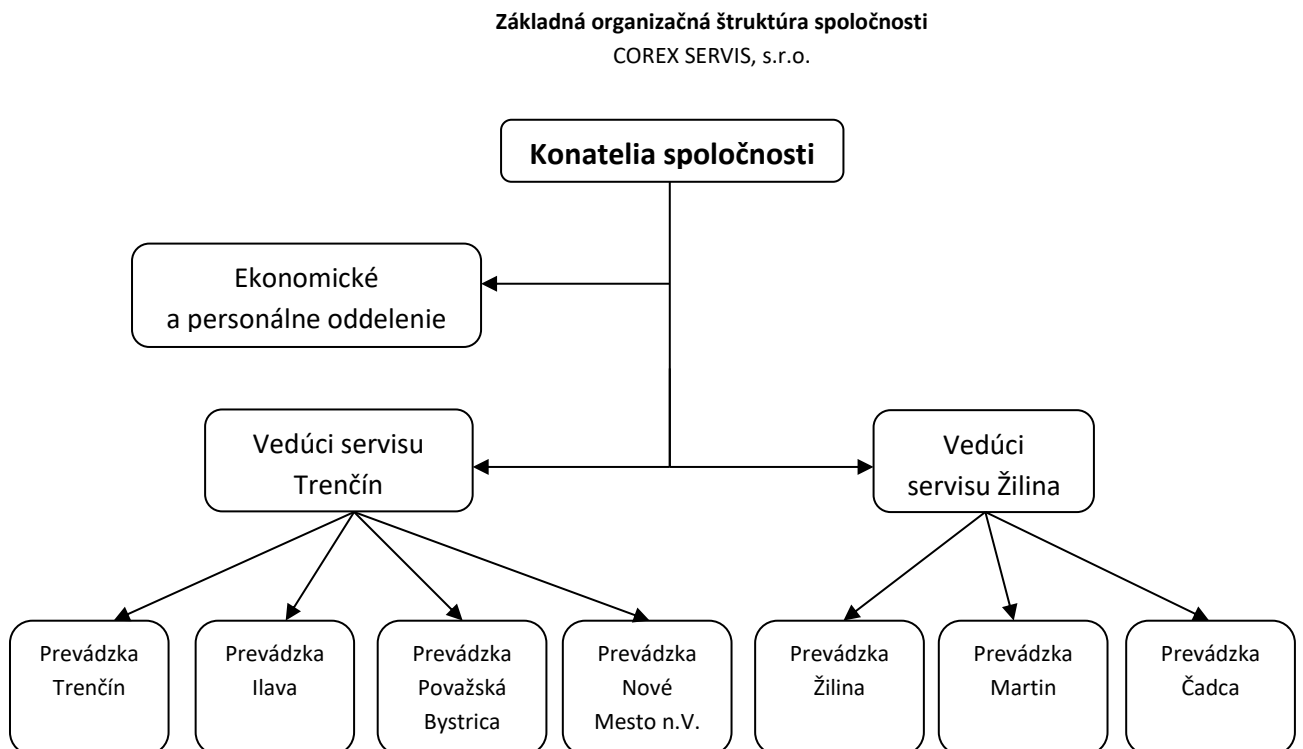 Základná organizačná štruktúra spoločnosti
COREX SERVIS, s.r.o.
Konatelia spoločnosti
Ekonomické
a personálne oddelenie
Vedúci servisu
Trenčín
Vedúci
servisu Žilina
Prevádzka
Trenčín
Prevádzka
Ilava
Prevádzka
Považská
Bystrica
Prevádzka
Nové
Mesto n.V.
Prevádzka
Žilina
Prevádzka
Martin
Prevádzka
Čadca